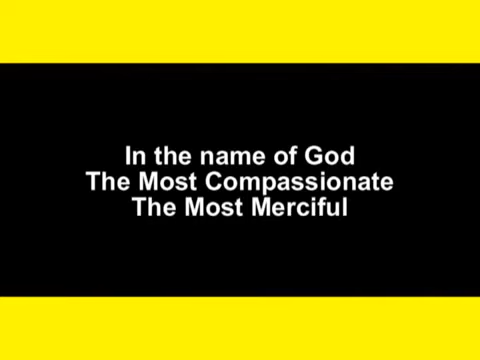 In the name of God
The Most Compassionate
The Most Merciful